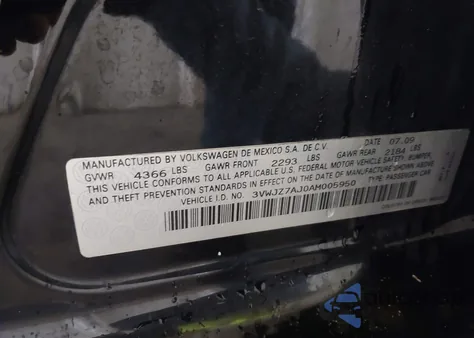 MANUFACTURED BY VOLKSWAGEN DE MEXICO S.A. DE C.V. DATE 07.09
GVWR 4366 LBS GAWR FRONT 2293 LBS GAWR REAR 2184 LBS
THIS VEHICLE CONFORMS TO ALL APPLICABLE U.S. FEDERAL MOTOR VEHICLE SAFETY, BUMPER,
AND THEFT PREVENTION STANDARDS IN EFFECT ON THE DATE OF MANUFACTURE SHOWN ABOVE
VEHICLE I.D. NO. 3VWJZ7AJ0AM005950 TYPE PASSENGER CAR